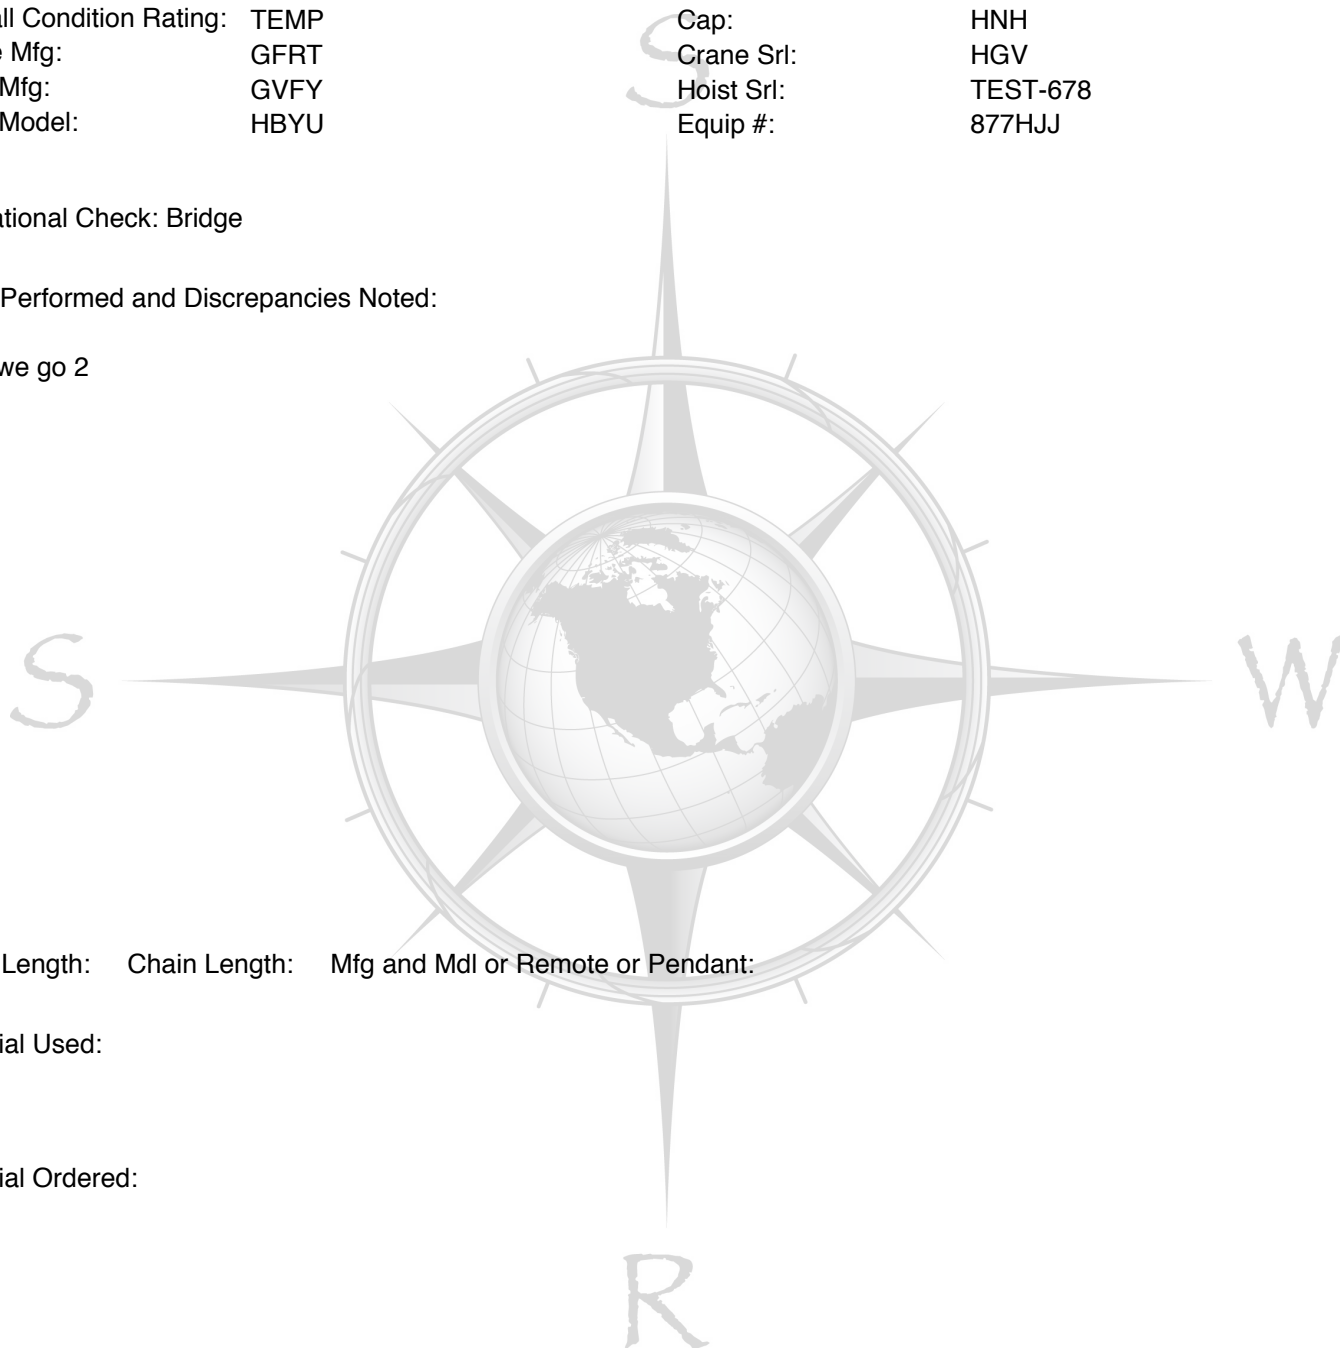 all Condition Rating: TEMP Cap: HNH
e Mfg: GFRT Crane Srl: HGV
Mfg: GVFY Hoist Srl: TEST-678
Model: HBYU Equip #: 877HJJ
ational Check: Bridge
Performed and Discrepancies Noted:
we go 2
Length: Chain Length: Mfg and Mdl or Remote or Pendant:
ial Used:
ial Ordered:
S
S
W
R